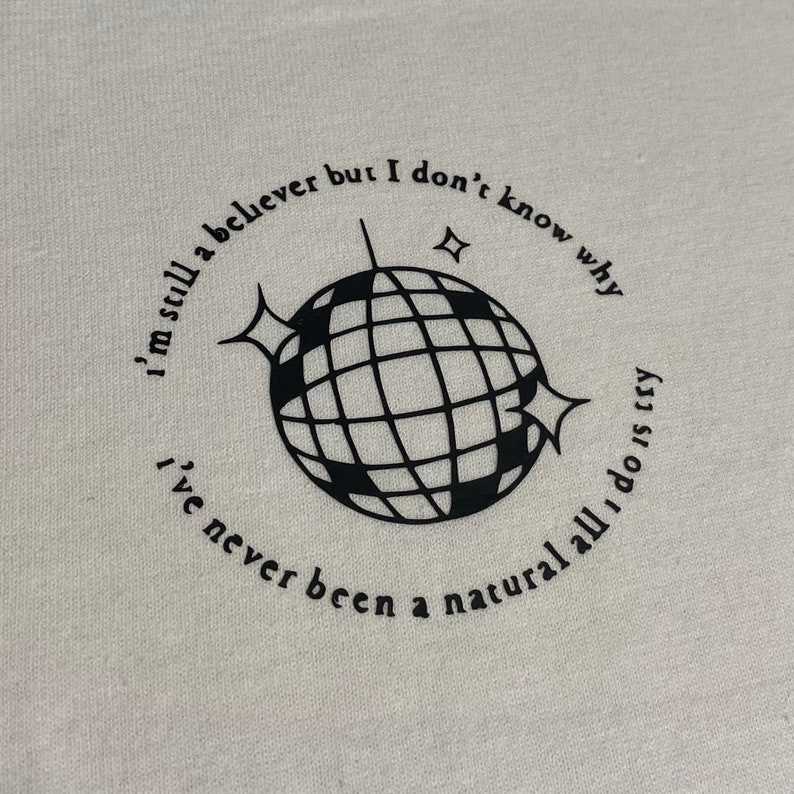 i'm still a believer but I don't know why
i've never been a natural all i do is try